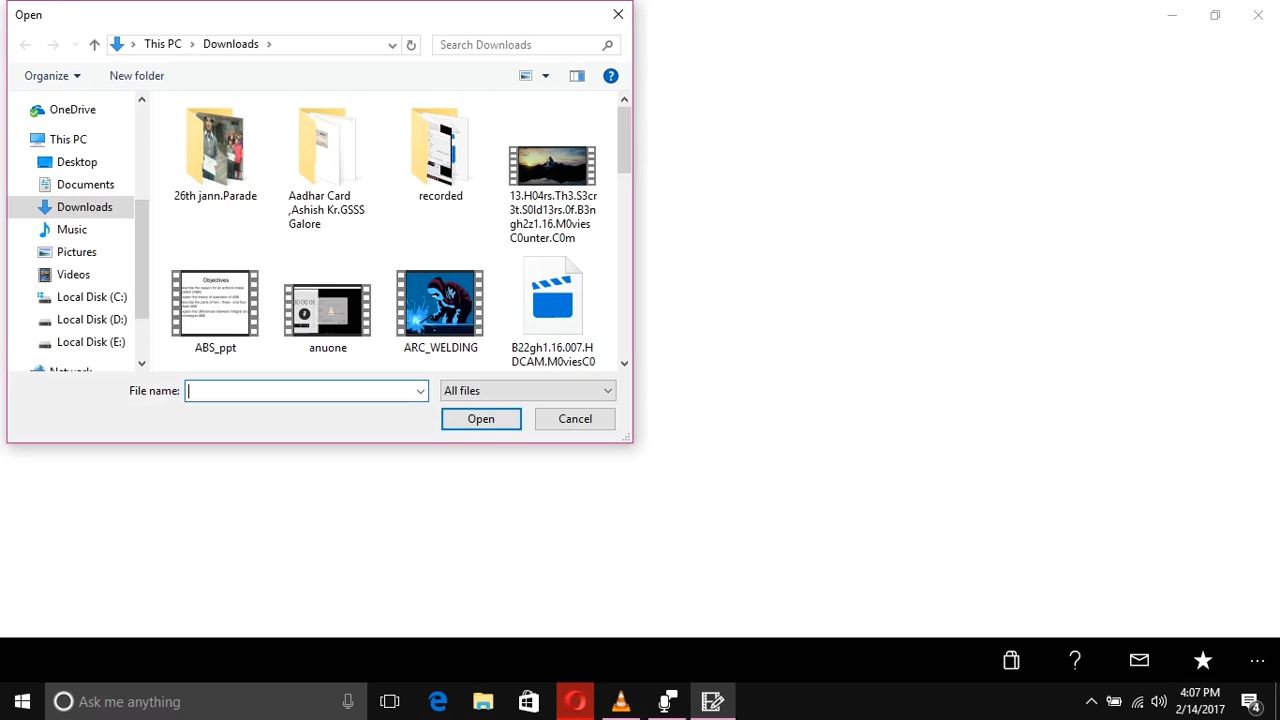 Open
This PC
Downloads
Search Downloads
Organize
New folder
OneDrive
This PC
Desktop
Documents
Downloads
Music
Pictures
Videos
Local Disk (C:)
Local Disk (D:)
Local Disk (E:)
Network
26th jann.Parade
Aadhar Card
,Ashish Kr.GSSS
Galore
recorded
13.H04rs.Th3.S3cr
3t.S0ld13rs.0f.B3n
gh2z1.16.M0vies
C0unter.C0m
Objectives
ABS_ppt
anuone
ARC_WELDING
B22gh1.16.007.H
DCAM.M0viesC0
File name:
All files
Open
Cancel
Ask me anything
4:07 PM
2/14/2017
4